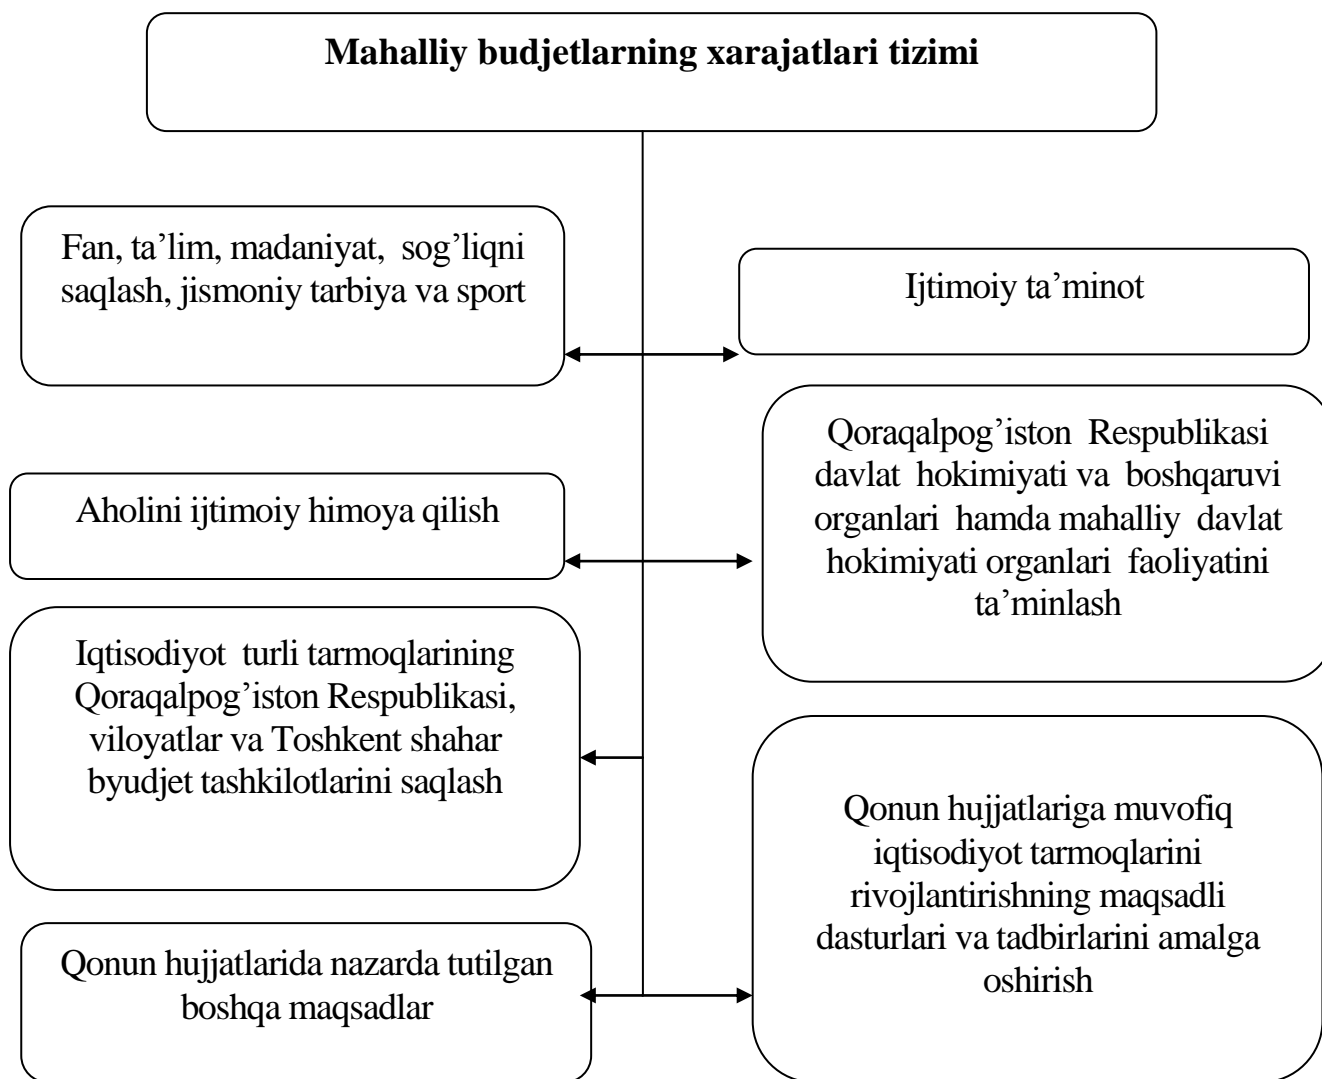 Mahalliy budjetlarning xarajatlari tizimi
Fan, ta’lim, madaniyat, sog’liqni
saqlash, jismoniy tarbiya va sport
Ijtimoiy ta’minot
Aholini ijtimoiy himoya qilish
Qoraqalpog’iston Respublikasi
davlat hokimiyati va boshqaruvi
organlari hamda mahalliy davlat
hokimiyati organlari faoliyatini
ta’minlash
Iqtisodiyot turli tarmoqlarining
Qoraqalpog’iston Respublikasi,
viloyatlar va Toshkent shahar
byudjet tashkilotlarini saqlash
Qonun hujjatlariga muvofiq
iqtisodiyot tarmoqlarini
rivojlantirishning maqsadli
dasturlari va tadbirlarini amalga
oshirish
Qonun hujjatlarida nazarda tutilgan
boshqa maqsadlar